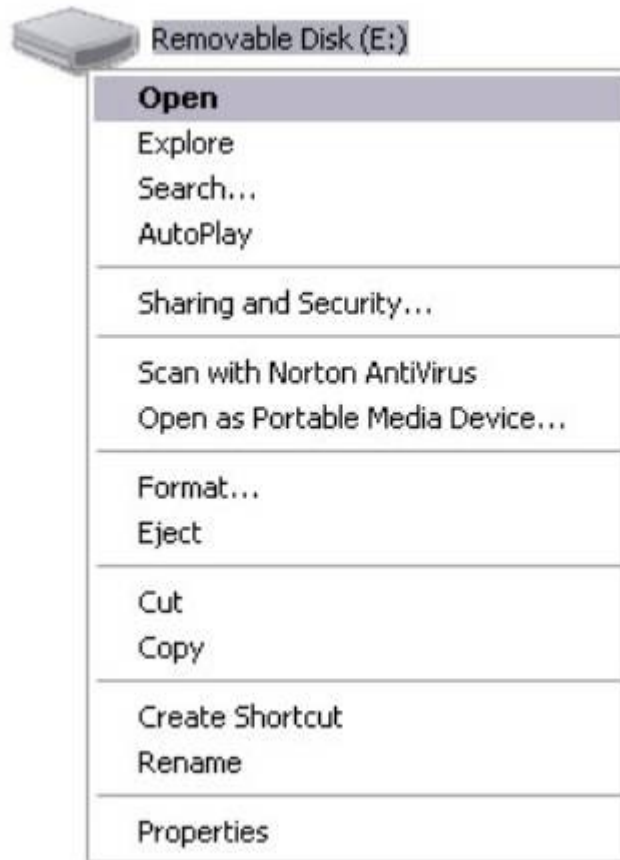 Removable Disk (E:)
Open
Explore
Search...
AutoPlay
Sharing and Security...
Scan with Norton AntiVirus
Open as Portable Media Device...
Format...
Eject
Cut
Copy
Create Shortcut
Rename
Properties